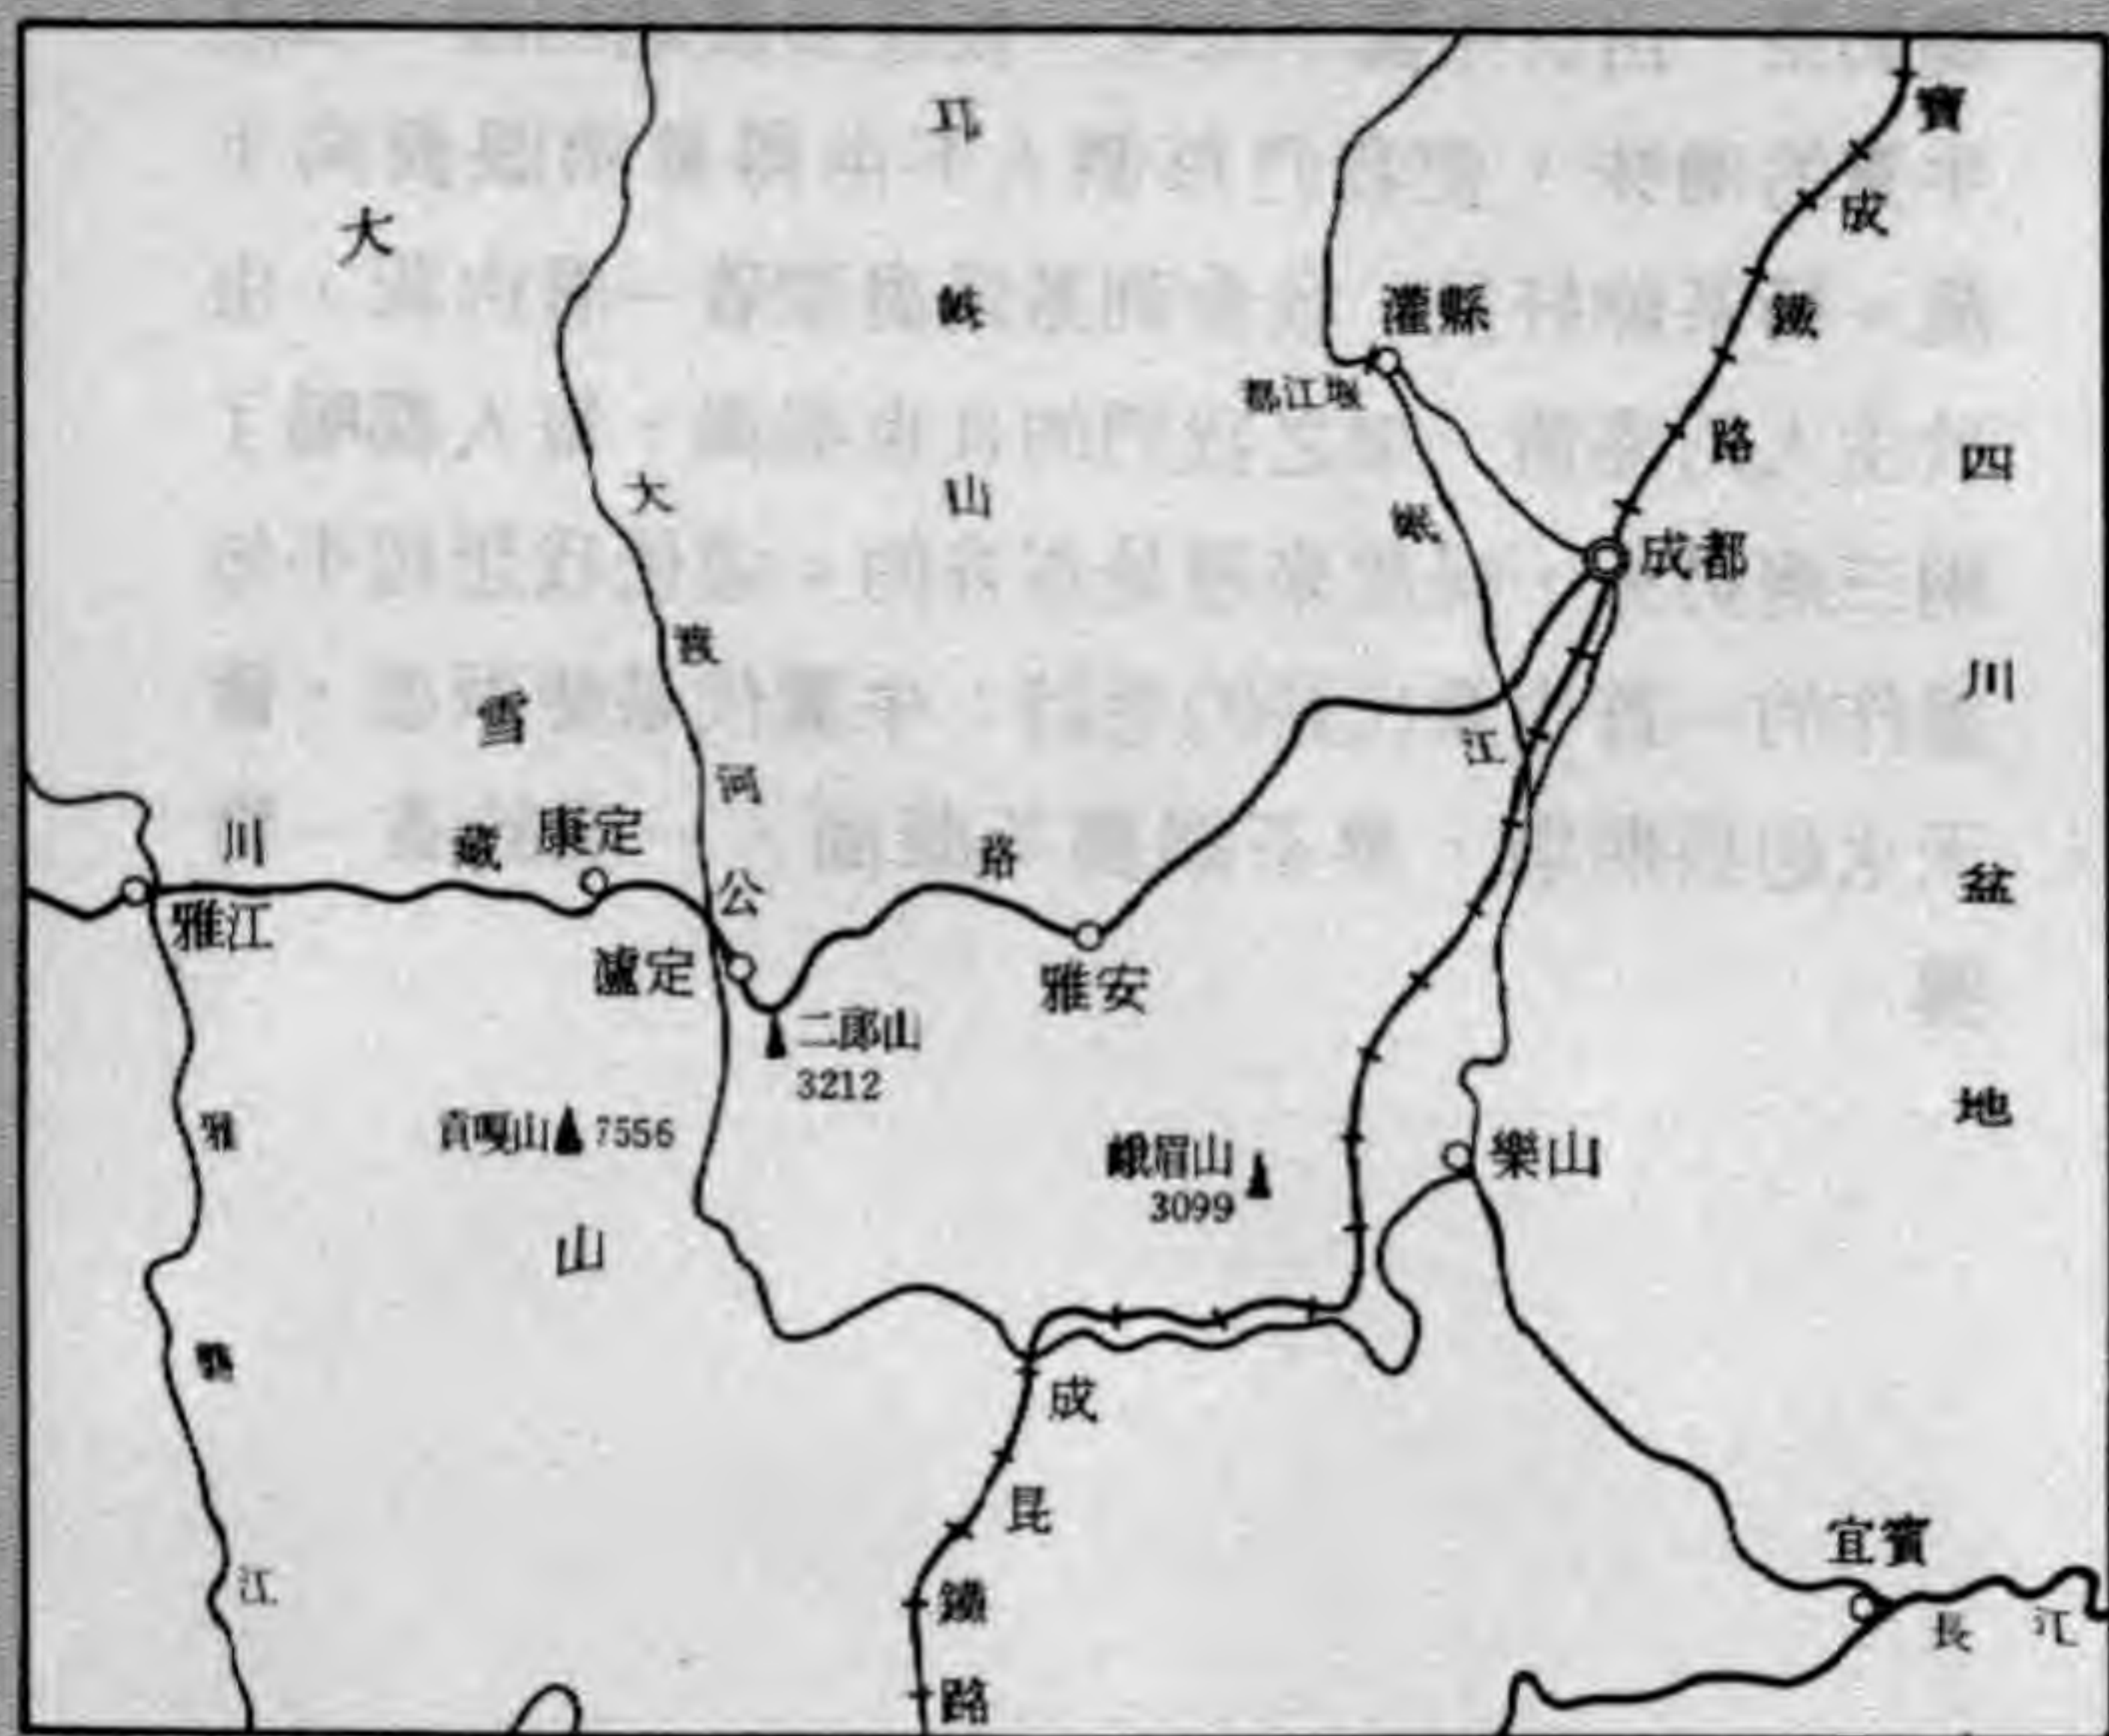 寶成鐵路
四川盆地
大雪山
邛崍山
灌縣
都江堰
岷江
成都
大渡河
川藏公路
康定
雅江
瀘定
雅安
二郎山
3212
貢嘎山
7556
峨眉山
3099
樂山
雅礱江
成昆鐵路
宜賓
長江